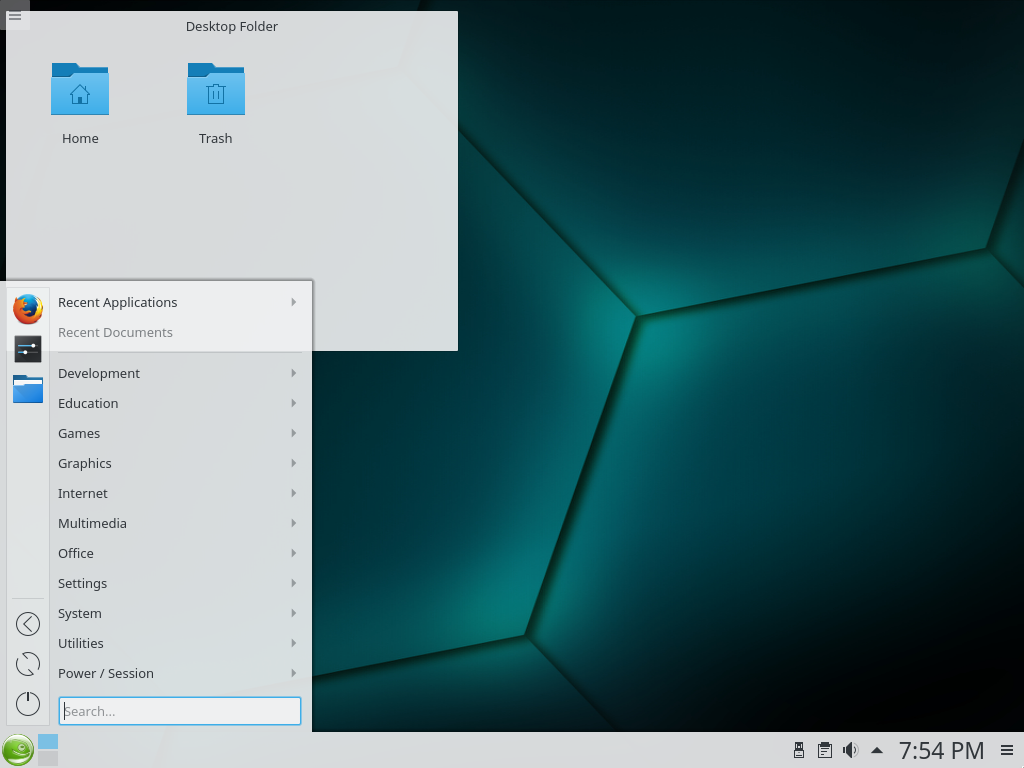 Desktop Folder
Home
Trash
Recent Applications
Recent Documents
Development
Education
Games
Graphics
Internet
Multimedia
Office
Settings
System
Utilities
Power / Session
Search...
7:54 PM